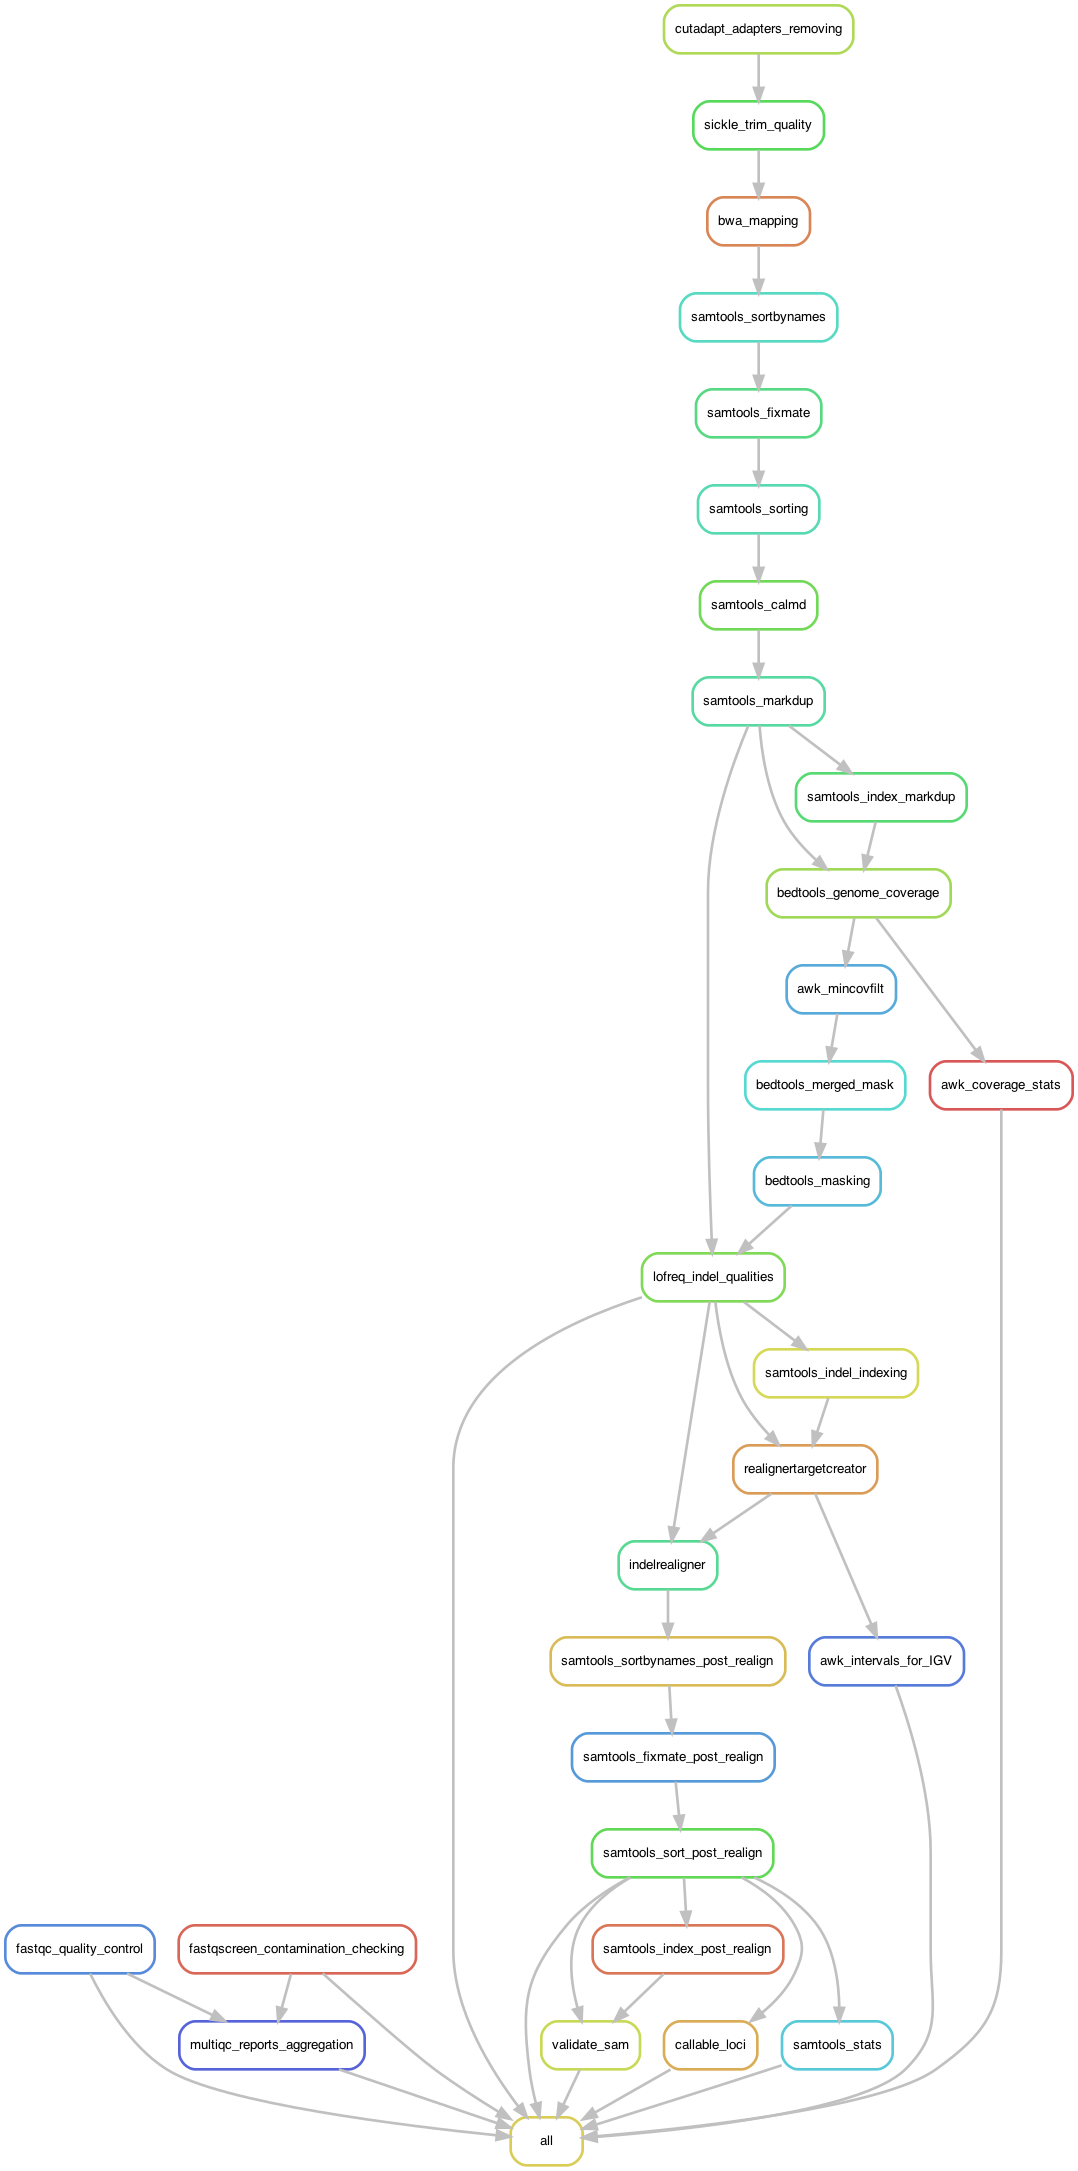 cutadapt_adapters_removing
sickle_trim_quality
bwa_mapping
samtools_sortbynames
samtools_fixmate
samtools_sorting
samtools_calmd
samtools_markdup
samtools_index_markdup
bedtools_genome_coverage
awk_mincovfilt
bedtools_merged_mask
awk_coverage_stats
bedtools_masking
lofreq_indel_qualities
samtools_indel_indexing
realignertargetcreator
indelrealigner
samtools_sortbynames_post_realign
awk_intervals_for_IGV
samtools_fixmate_post_realign
samtools_sort_post_realign
fastqc_quality_control
fastqscreen_contamination_checking
samtools_index_post_realign
multiqc_reports_aggregation
validate_sam
callable_loci
samtools_stats
all